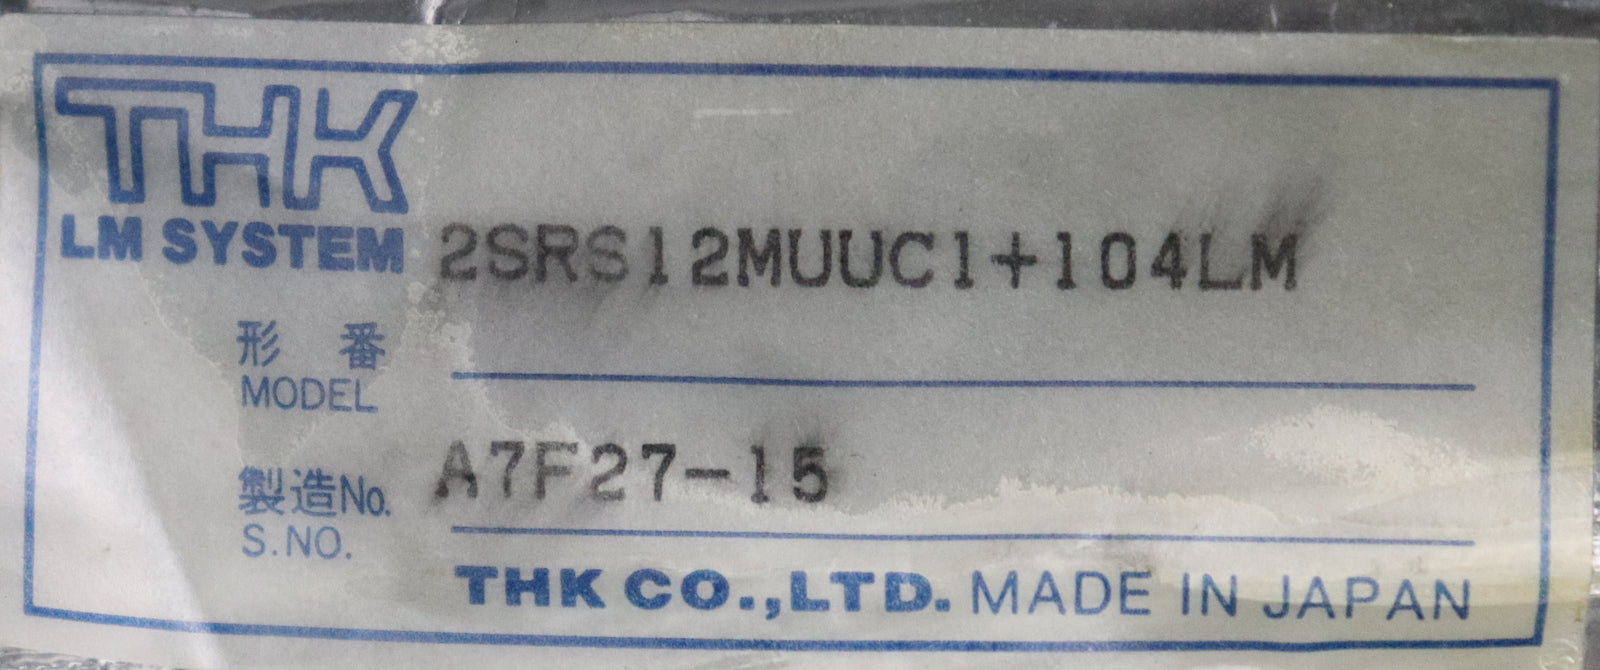 THK
LM SYSTEM
2SRS12MUUC1+104LM
形 番
MODEL
A7F27-15
製造No.
S.NO.
THK CO.,LTD. MADE IN JAPAN